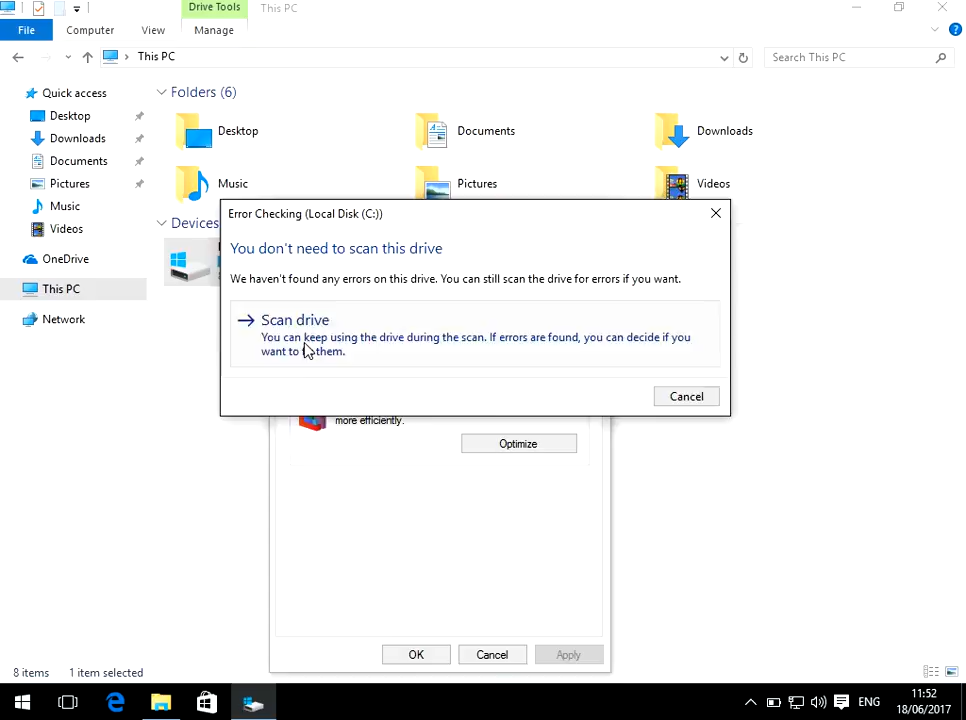 Drive Tools
This PC
File
Computer
View
Manage
This PC
Search This PC
Quick access
Desktop
Downloads
Documents
Pictures
Music
Videos
OneDrive
This PC
Network
Folders (6)
Desktop
Documents
Downloads
Music
Pictures
Videos
Devices
Error Checking (Local Disk (C:))
You don't need to scan this drive
We haven't found any errors on this drive. You can still scan the drive for errors if you want.
Scan drive
You can keep using the drive during the scan. If errors are found, you can decide if you
want to them.
Cancel
more efficiently.
Optimize
OK
Cancel
Apply
8 items
1 item selected
ENG
11:52
18/06/2017